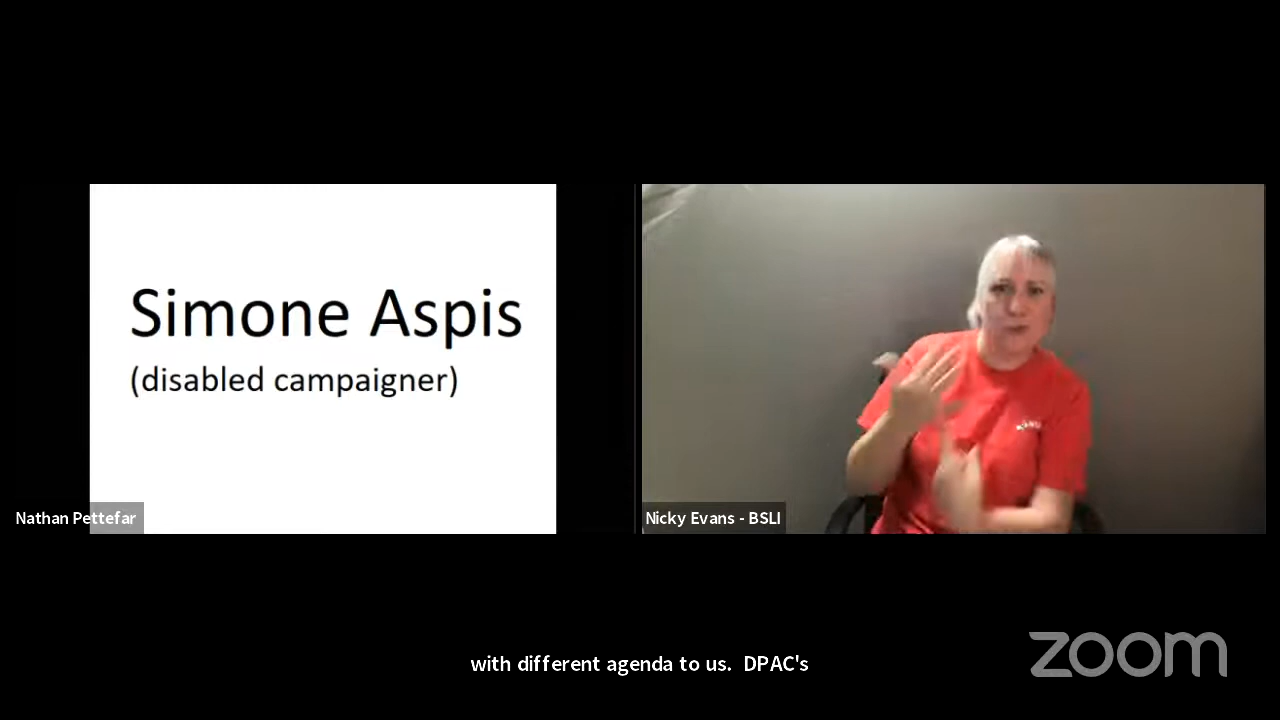 Simone Aspis
(disabled campaigner)
Nathan Pettefar
Nicky Evans - BSLI
with different agenda to us.  DPAC's
zoom